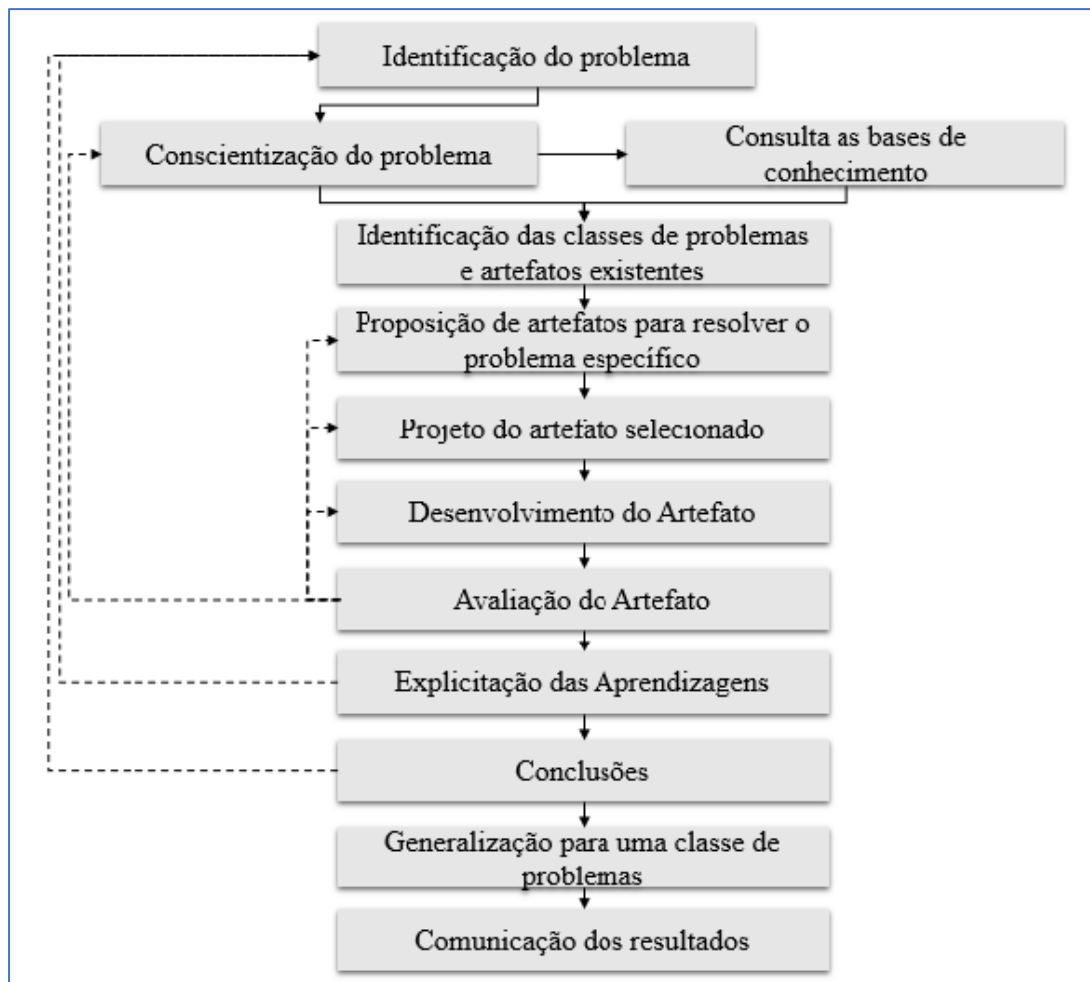 Identificação do problema
Conscientização do problema
Consulta as bases de
conhecimento
Identificação das classes de problemas
e artefatos existentes
Proposição de artefatos para resolver o
problema específico
Projeto do artefato selecionado
Desenvolvimento do Artefato
Avaliação do Artefato
Explicitação das Aprendizagens
Conclusões
Generalização para uma classe de
problemas
Comunicação dos resultados